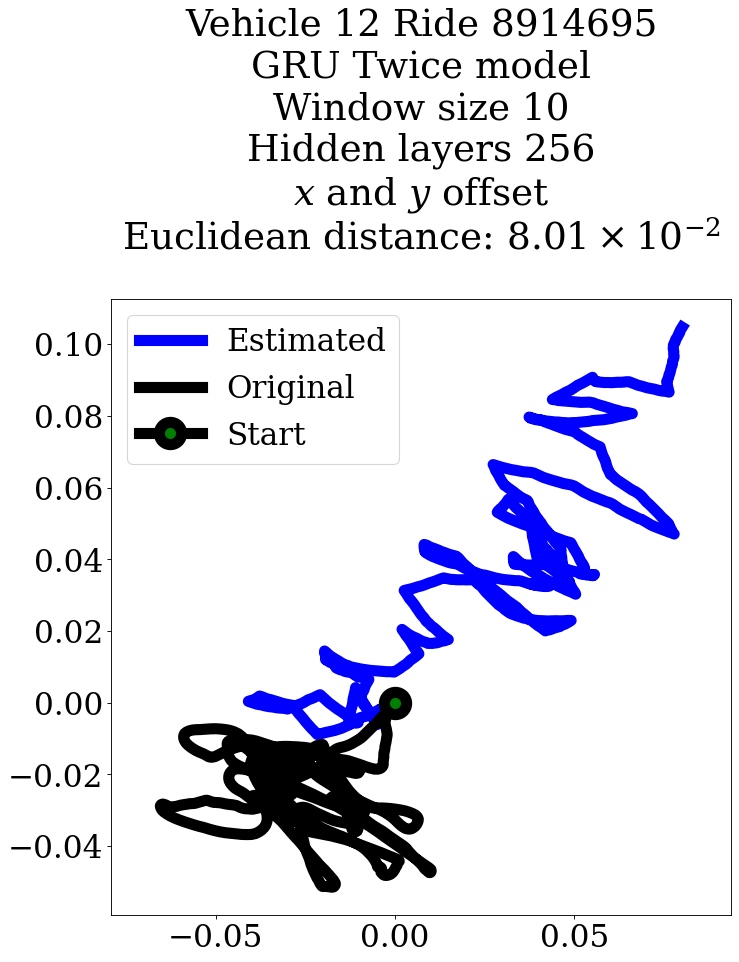 Vehicle 12 Ride 8914695
GRU Twice model
Window size 10
Hidden layers 256
x and y offset
Euclidean distance: 8.01 × 10⁻²
Estimated
Original
Start
0.10
0.08
0.06
0.04
0.02
0.00
−0.02
−0.04
−0.05 0.00 0.05